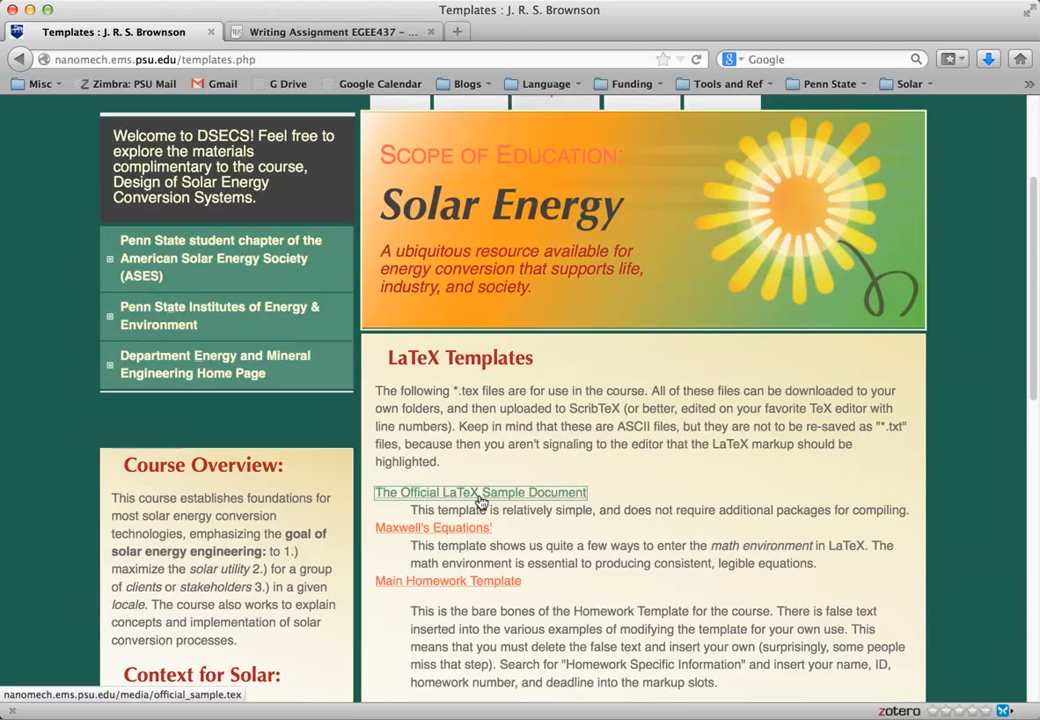 Templates : J. R. S. Brownson
Templates : J. R. S. Brownson
Writing Assignment EGEE437 – ...
nanomech.ems.psu.edu/templates.php
Google
Misc
Zimbra: PSU Mail
Gmail
G Drive
Google Calendar
Blogs
Language
Funding
Tools and Ref
Penn State
Solar
Welcome to DSECS! Feel free to
explore the materials
complimentary to the course,
Design of Solar Energy
Conversion Systems.
Penn State student chapter of the
American Solar Energy Society
(ASES)
Penn State Institutes of Energy &
Environment
Department Energy and Mineral
Engineering Home Page
Course Overview:
This course establishes foundations for
most solar energy conversion
technologies, emphasizing the goal of
solar energy engineering: to 1.)
maximize the solar utility 2.) for a group
of clients or stakeholders 3.) in a given
locale. The course also works to explain
concepts and implementation of solar
conversion processes.
Context for Solar:
Scope of Education:
Solar Energy
A ubiquitous resource available for
energy conversion that supports life,
industry, and society.
LaTeX Templates
The following *.tex files are for use in the course. All of these files can be downloaded to your
own folders, and then uploaded to ScribTeX (or better, edited on your favorite TeX editor with
line numbers). Keep in mind that these are ASCII files, but they are not to be re-saved as "*.txt"
files, because then you aren't signaling to the editor that the LaTeX markup should be
highlighted.
The Official LaTeX Sample Document
This template is relatively simple, and does not require additional packages for compiling.
Maxwell's Equations'
This template shows us quite a few ways to enter the math environment in LaTeX. The
math environment is essential to producing consistent, legible equations.
Main Homework Template
This is the bare bones of the Homework Template for the course. There is false text
inserted into the various examples of modifying the template for your own use. This
means that you must delete the false text and insert your own (surprisingly, some people
miss that step). Search for "Homework Specific Information" and insert your name, ID,
homework number, and deadline into the markup slots.
nanomech.ems.psu.edu/media/official_sample.tex
zotero